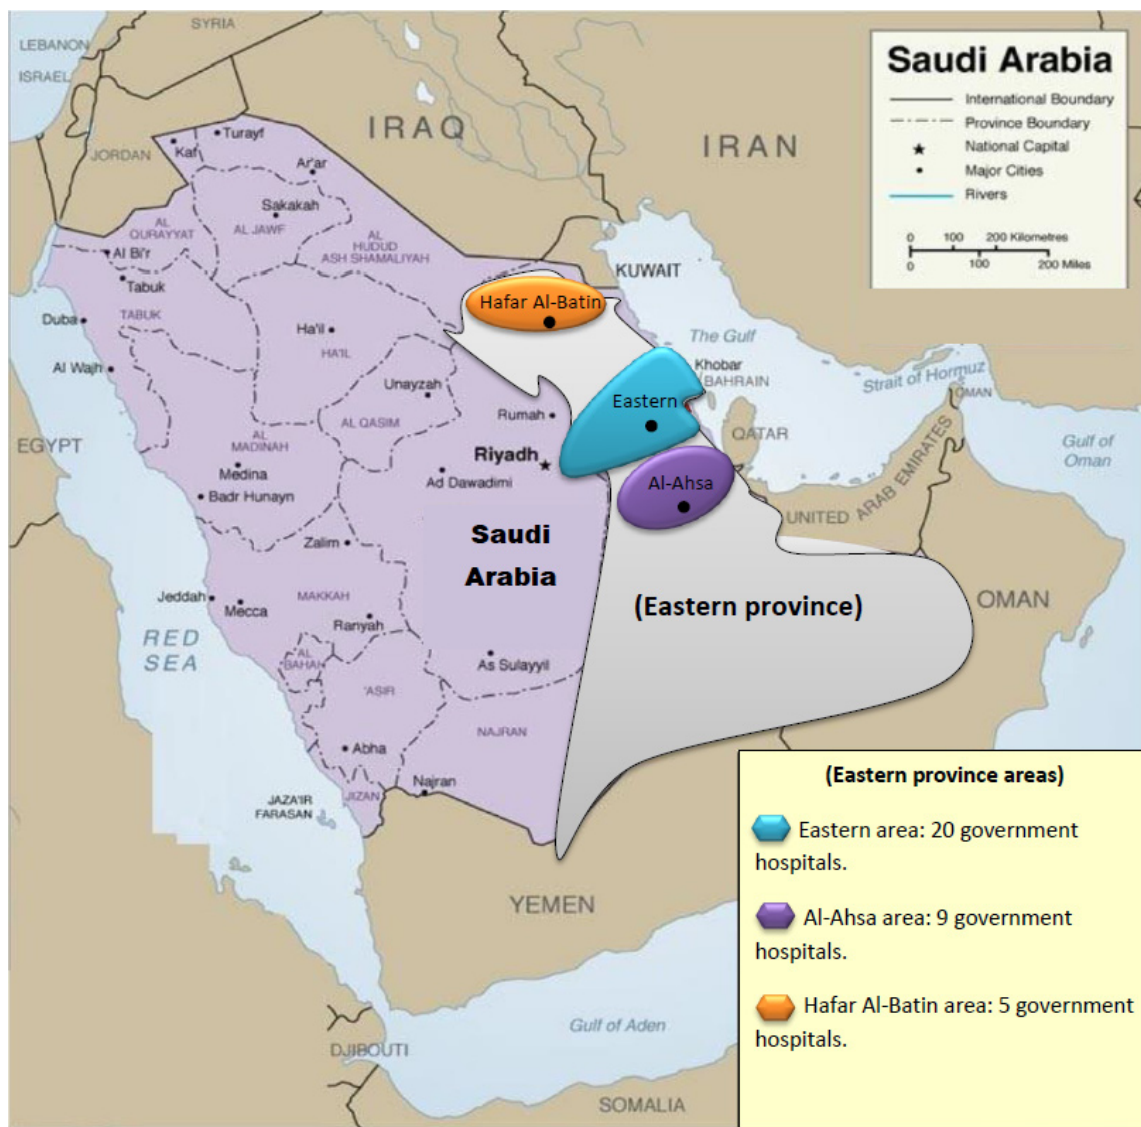 SYRIA
LEBANON
ISRAEL
JORDAN
IRAQ
IRAN
Saudi Arabia
International Boundary
Province Boundary
National Capital
Major Cities
Rivers
0 100 200 Kilometres
0 100 200 Miles
Turayf
Kaf
Ar'ar
Sakakah
AL JAWF
AL
QURAYYAT
AL
HUDUD
ASH SHAMALIYAH
Al Bi'r
Tabuk
TABUK
Duba
Al Wajh
Ha'il
HA'IL
KUWAIT
Hafar Al-Batin
The Gulf
Strait of Hormuz
Khobar
BAHRAIN
OMAN
Unayzah
AL QASIM
Rumah
Eastern
QATAR
EGYPT
AL
MADINAH
Medina
Badr Hunayn
Riyadh
Ad Dawadimi
Al-Ahsa
UNITED
ARAB EMIRATES
Gulf of
Oman
Saudi
Arabia
Zalim
Jeddah
Mecca
MAKKAH
Ranyah
(Eastern province)
OMAN
RED
SEA
AL
BAHAH
As Sulayyil
'ASIR
NAJRAN
Abha
Najran
JIZAN
JAZA'IR
FARASAN
YEMEN
Gulf of Aden
DJIBOUTI
SOMALIA
(Eastern province areas)
Eastern area: 20 government
hospitals.
Al-Ahsa area: 9 government
hospitals.
Hafar Al-Batin area: 5 government
hospitals.